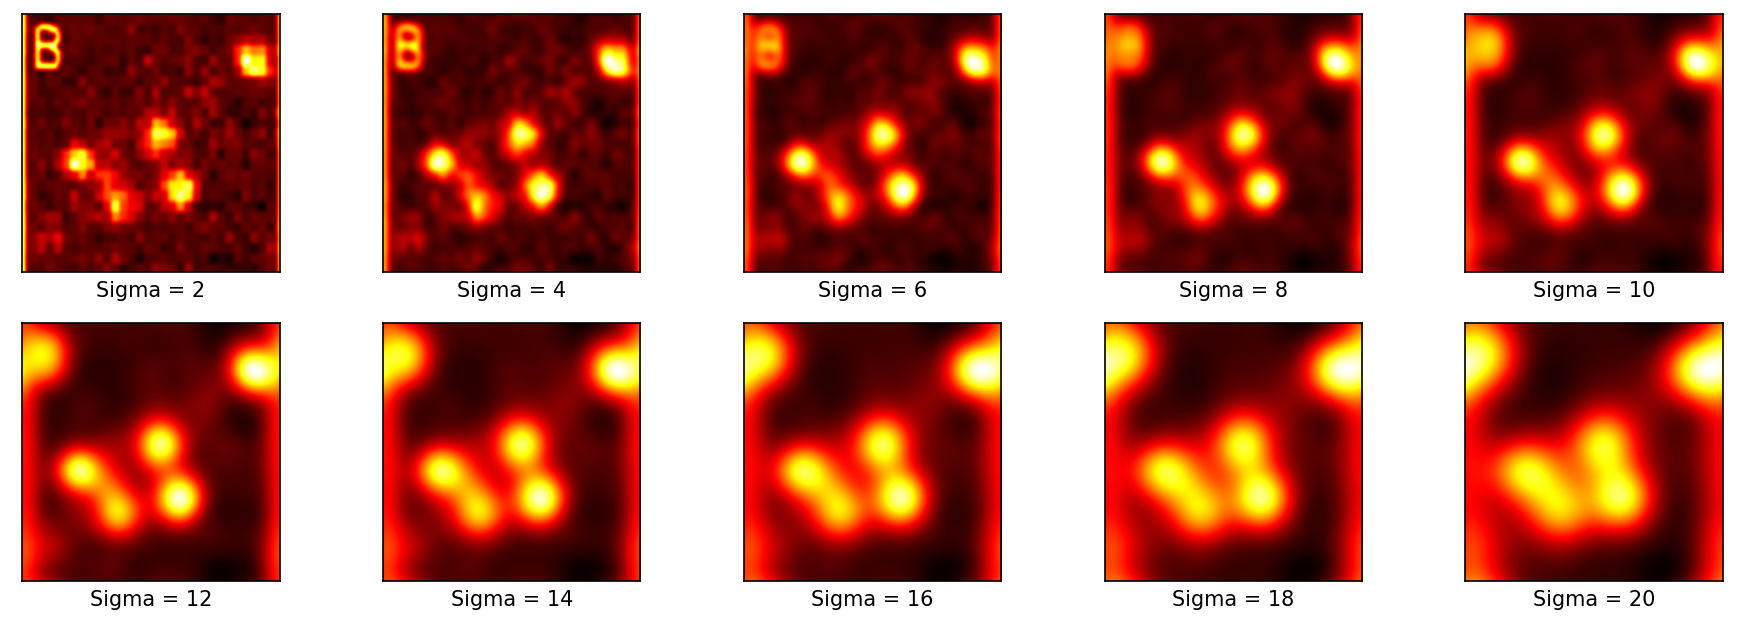 B B B
Sigma = 2 Sigma = 4 Sigma = 6 Sigma = 8 Sigma = 10
Sigma = 12 Sigma = 14 Sigma = 16 Sigma = 18 Sigma = 20